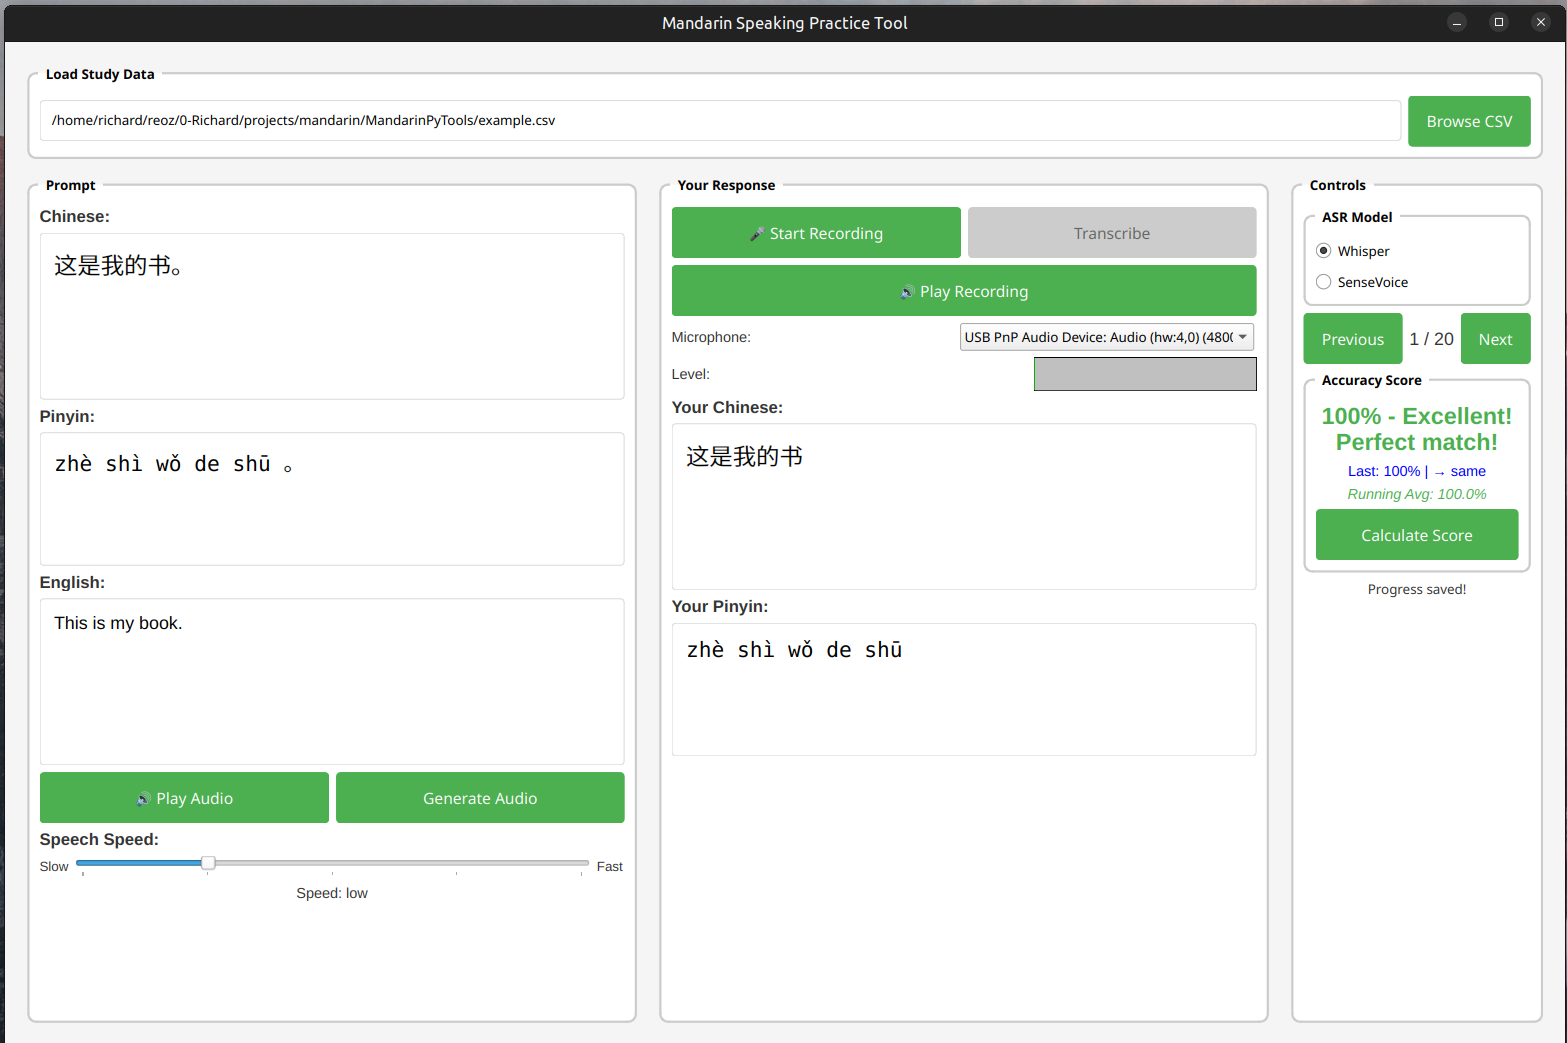 Mandarin Speaking Practice Tool
Load Study Data
/home/richard/reoz/0-Richard/projects/mandarin/MandarinPyTools/example.csv
Browse CSV
Prompt
Chinese:
这是我的书。
Pinyin:
zhè shì wǒ de shū 。
English:
This is my book.
🔊 Play Audio
Generate Audio
Speech Speed:
Slow
Fast
Speed: low
Your Response
🎤 Start Recording
Transcribe
🔊 Play Recording
Microphone:
USB PnP Audio Device: Audio (hw:4,0) (480
Level:
Your Chinese:
这是我的书
Your Pinyin:
zhè shì wǒ de shū
Controls
ASR Model
Whisper
SenseVoice
Previous
1 / 20
Next
Accuracy Score
100% - Excellent!
Perfect match!
Last: 100% | → same
Running Avg: 100.0%
Calculate Score
Progress saved!